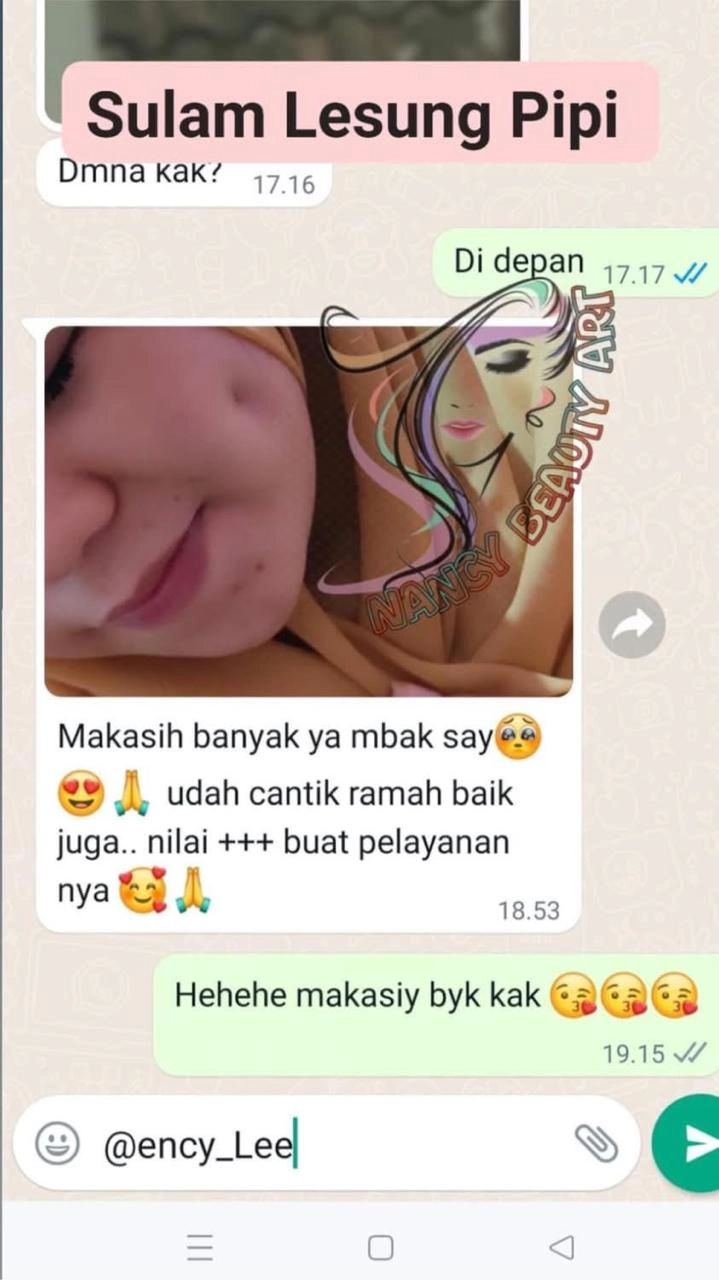 Sulam Lesung Pipi
Dmna kak?
17.16
Di depan
17.17
NANCY BEAUTY ART
Makasih banyak ya mbak say🥺
😍🙏 udah cantik ramah baik
juga.. nilai +++ buat pelayanan
nya🥰🙏
18.53
Hehehe makasiy byk kak 😘😘😘
19.15
@ency_Lee